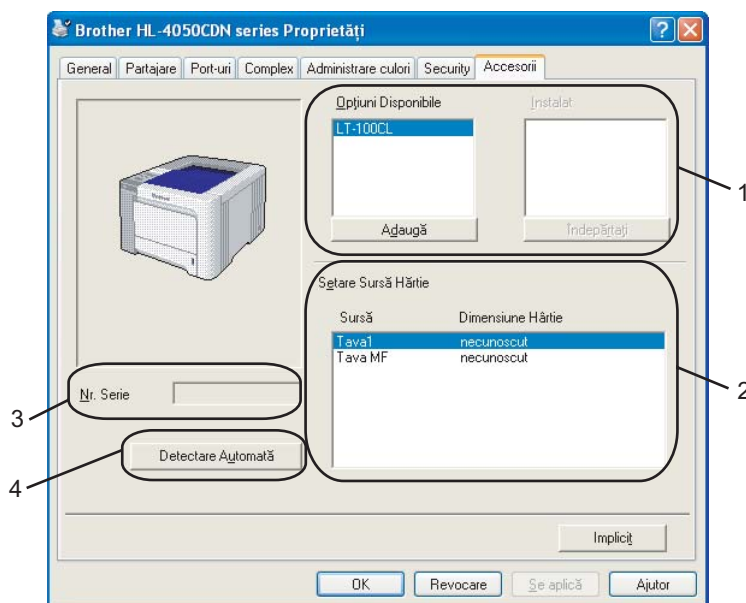 Brother HL-4050CDN series Proprietăți
General Partajare Port-uri Complex Administrare culori Security Accesorii
Opțiuni Disponibile Instalat
LT-100CL
Adaugă Îndepărtați
1
Setare Sursă Hărtie
Sursă Dimensiune Hârtie
Tava1 necunoscut
Tava MF necunoscut
2
Nr. Serie
3
Detectare Automată
4
Implicit
OK Revocare Se aplică Ajutor